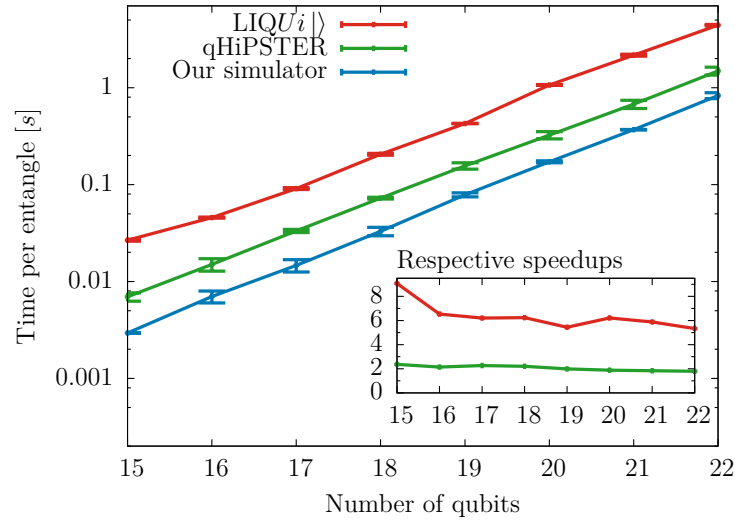 LIQUi|⟩
qHiPSTER
Our simulator
Time per entangle [s]
1
0.1
0.01
0.001
Respective speedups
8
6
4
2
0
15 16 17 18 19 20 21 22
15 16 17 18 19 20 21 22
Number of qubits